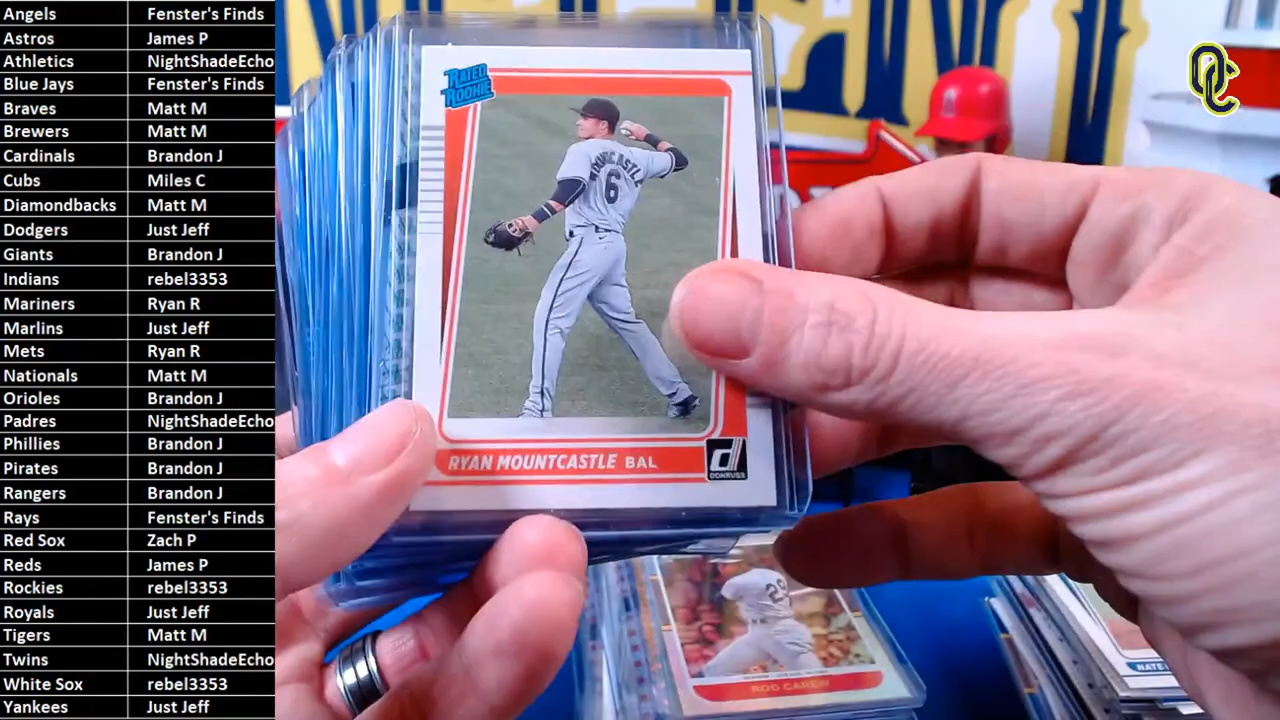 Angels Fenster's Finds
Astros James P
Athletics NightShadeEcho
Blue Jays Fenster's Finds
Braves Matt M
Brewers Matt M
Cardinals Brandon J
Cubs Miles C
Diamondbacks Matt M
Dodgers Just Jeff
Giants Brandon J
Indians rebel3353
Mariners Ryan R
Marlins Just Jeff
Mets Ryan R
Nationals Matt M
Orioles Brandon J
Padres NightShadeEcho
Phillies Brandon J
Pirates Brandon J
Rangers Brandon J
Rays Fenster's Finds
Red Sox Zach P
Reds James P
Rockies rebel3353
Royals Just Jeff
Tigers Matt M
Twins NightShadeEcho
White Sox rebel3353
Yankees Just Jeff
OC
RATED
ROOKIE
MOUNTCASTLE
6
RYAN MOUNTCASTLE BAL
DONRUSS
29
ROD CAREW
NATE